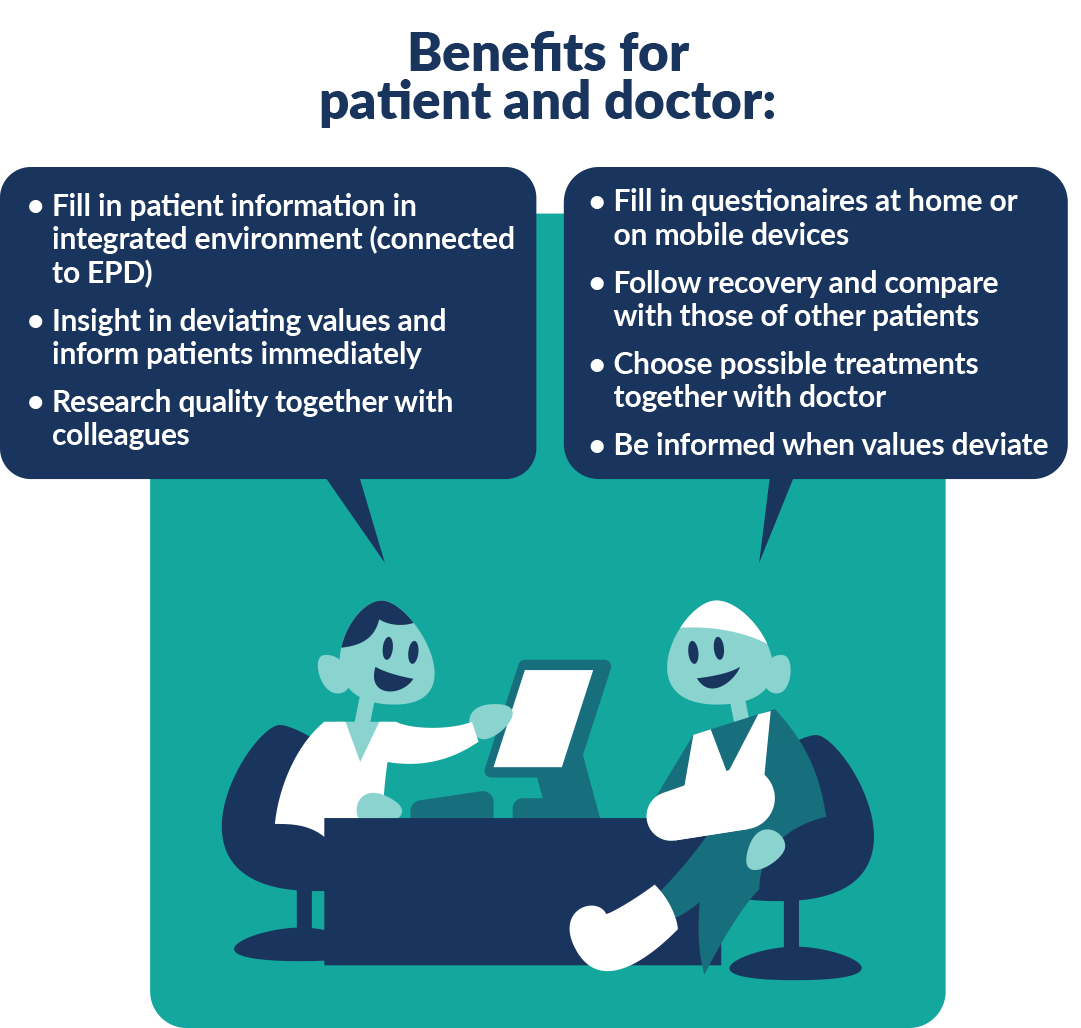 Benefits for
patient and doctor:
• Fill in patient information in
integrated environment (connected
to EPD)
• Insight in deviating values and
inform patients immediately
• Research quality together with
colleagues
• Fill in questionaires at home or
on mobile devices
• Follow recovery and compare
with those of other patients
• Choose possible treatments
together with doctor
• Be informed when values deviate